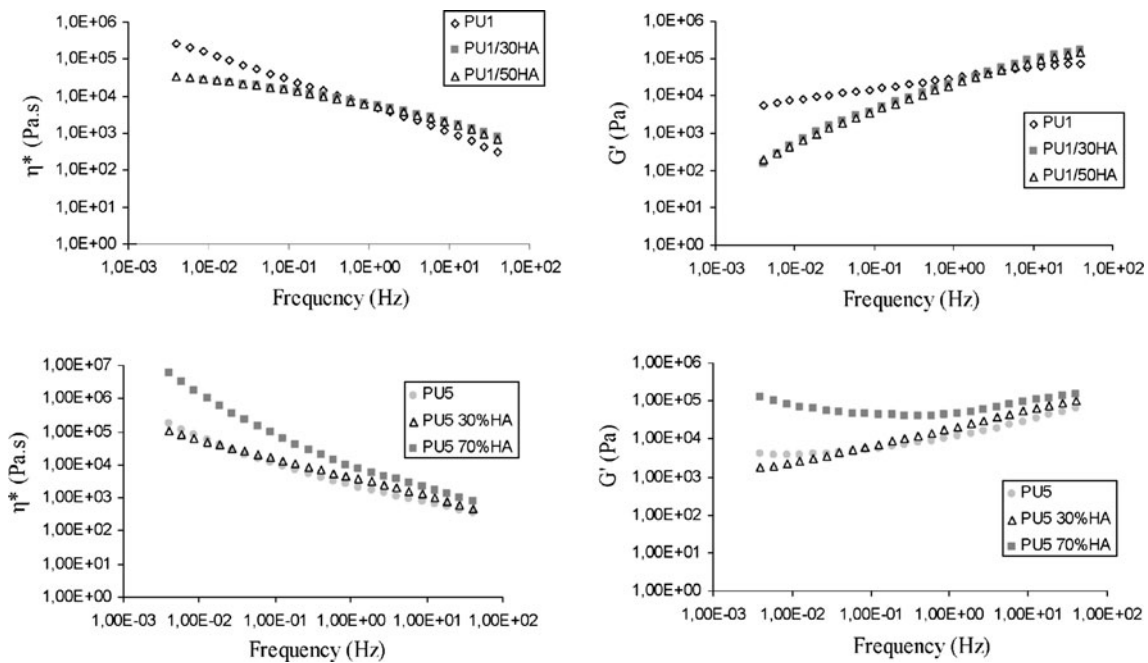 η* (Pa.s)
1,0E+06
1,0E+05
1,0E+04
1,0E+03
1,0E+02
1,0E+01
1,0E+00
1,0E-03 1,0E-02 1,0E-01 1,0E+00 1,0E+01 1,0E+02
Frequency (Hz)
PU1
PU1/30HA
PU1/50HA
G' (Pa)
1,0E+06
1,0E+05
1,0E+04
1,0E+03
1,0E+02
1,0E+01
1,0E+00
1,0E-03 1,0E-02 1,0E-01 1,0E+00 1,0E+01 1,0E+02
Frequency (Hz)
PU1
PU1/30HA
PU1/50HA
η* (Pa.s)
1,00E+07
1,00E+06
1,00E+05
1,00E+04
1,00E+03
1,00E+02
1,00E+01
1,00E+00
1,00E-03 1,00E-02 1,00E-01 1,00E+00 1,00E+01 1,00E+02
Frequency (Hz)
PU5
PU5 30%HA
PU5 70%HA
G' (Pa)
1,00E+06
1,00E+05
1,00E+04
1,00E+03
1,00E+02
1,00E+01
1,00E+00
1,00E-03 1,00E-02 1,00E-01 1,00E+00 1,00E+01 1,00E+02
Frequency (Hz)
PU5
PU5 30%HA
PU5 70%HA